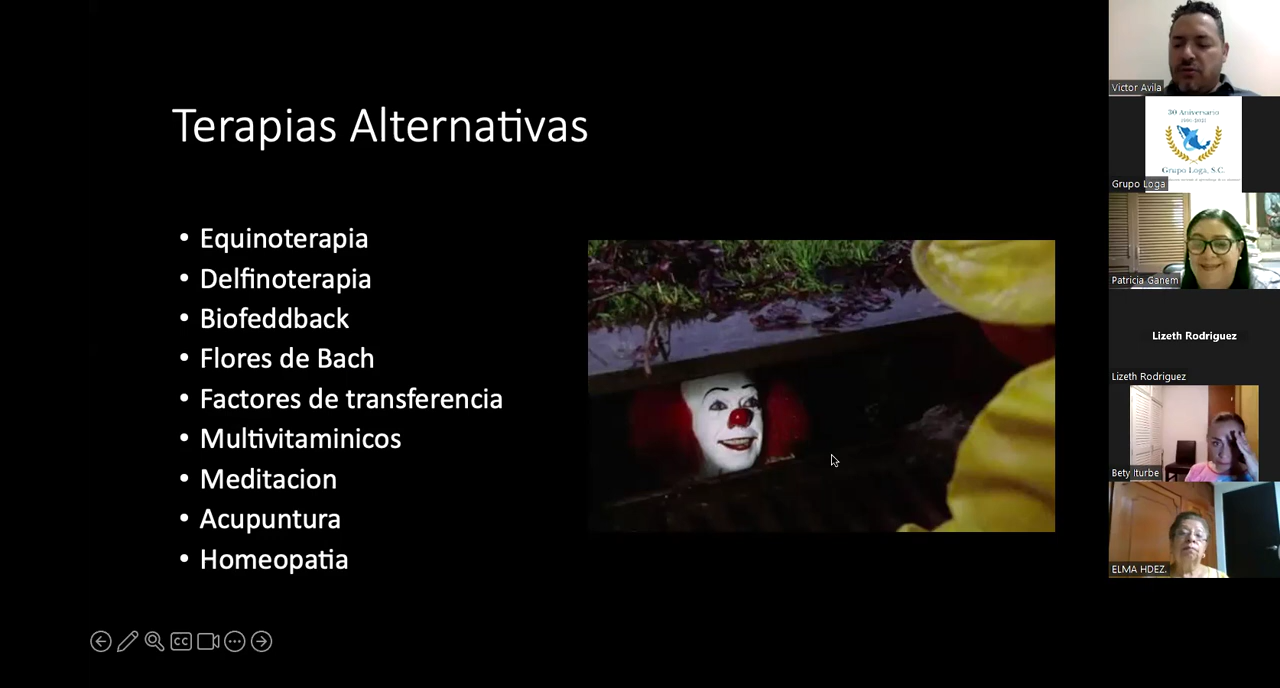 Terapias Alternativas
• Equinoterapia
• Delfinoterapia
• Biofeddback
• Flores de Bach
• Factores de transferencia
• Multivitaminicos
• Meditacion
• Acupuntura
• Homeopatia
CC
Victor Avila
30 Aniversario
Grupo Loga, S.C.
Grupo Loga
Patricia Ganem
Lizeth Rodriguez
Lizeth Rodriguez
Bety Iturbe
ELMA HDEZ.